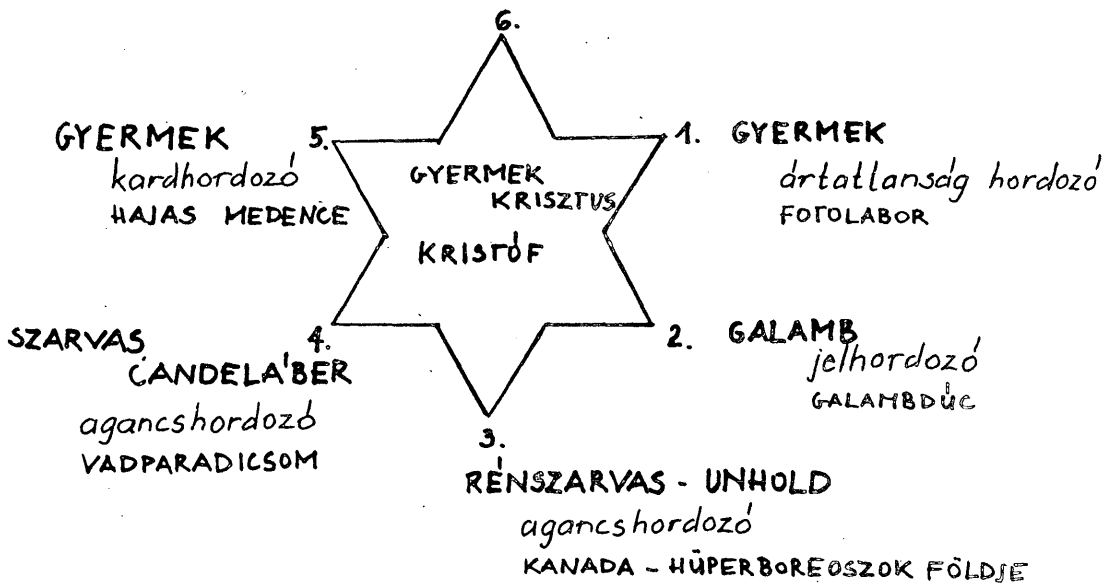 6.
5. GYERMEK
kardhordozó
HAJAS MEDENCE
GYERMEK
KRISZTUS
KRISTÓF
1. GYERMEK
ártatlanság hordozó
FOTOLABOR
2. GALAMB
jelhordozó
GALAMBDÚC
SZARVAS
4. CANDELÁBER
agancshordozó
VADPARADICSOM
3.
RÉNSZARVAS - UNHOLD
agancshordozó
KANADA - HÜPERBOREOSZOK FÖLDJE